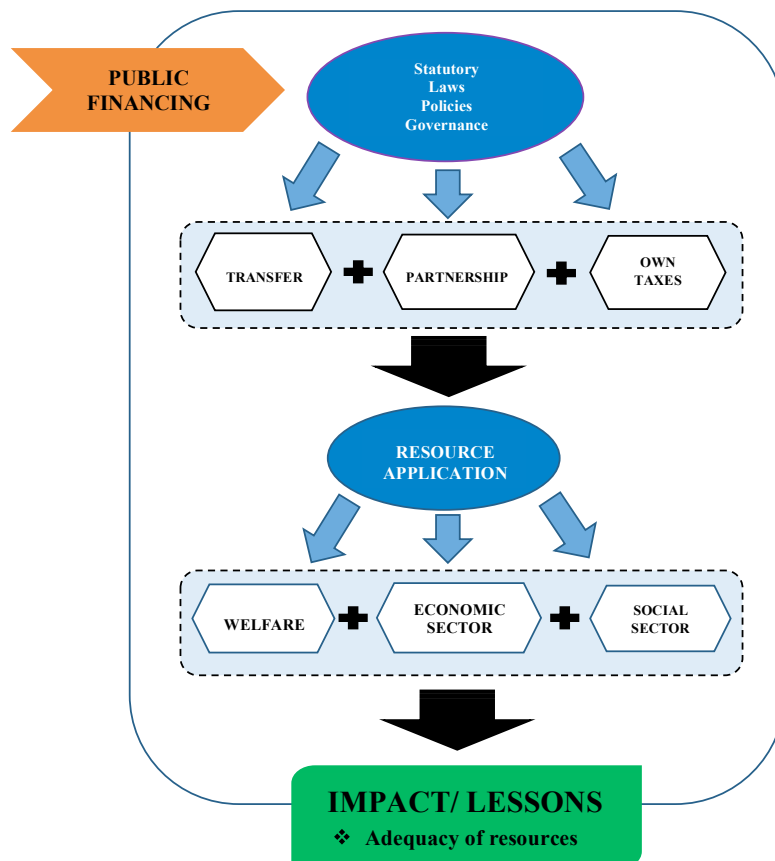 PUBLIC
FINANCING
Statutory
Laws
Policies
Governance
TRANSFER
PARTNERSHIP
OWN
TAXES
RESOURCE
APPLICATION
WELFARE
ECONOMIC
SECTOR
SOCIAL
SECTOR
IMPACT/ LESSONS
❖ Adequacy of resources